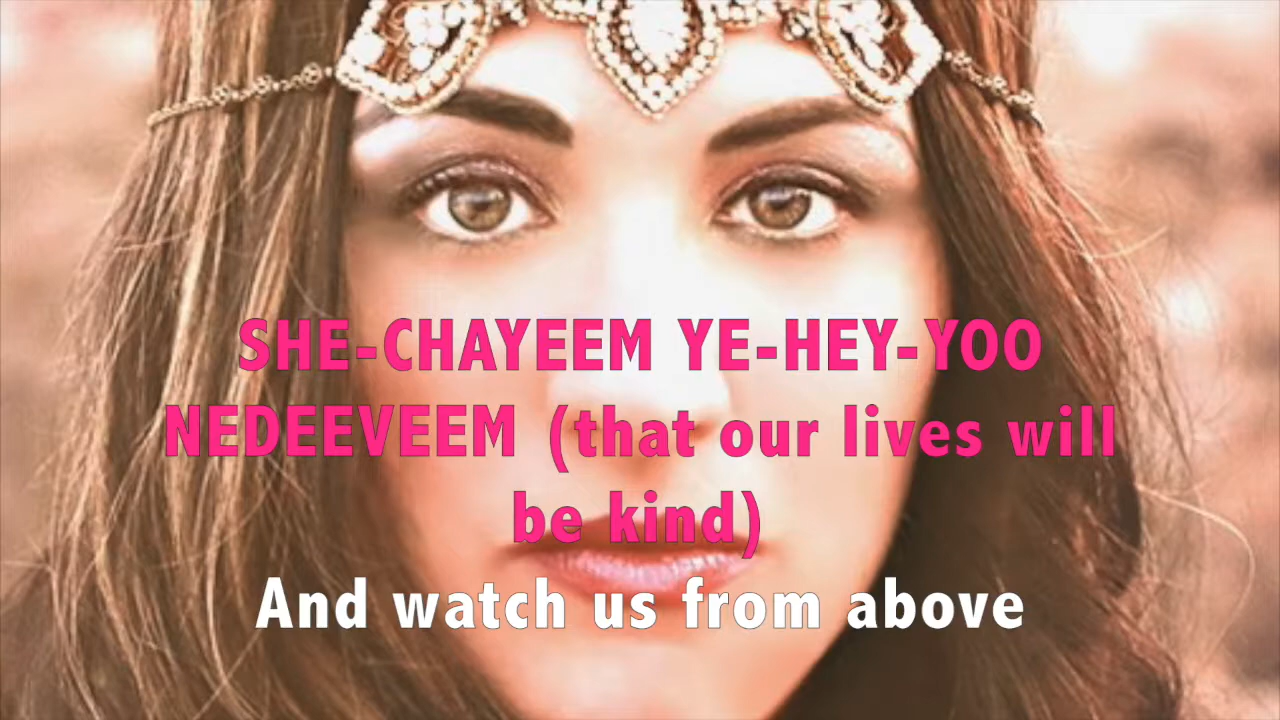 SHE-CHAYEEM YE-HEY-YOO
NEDEEVEEM (that our lives will
be kind)
And watch us from above